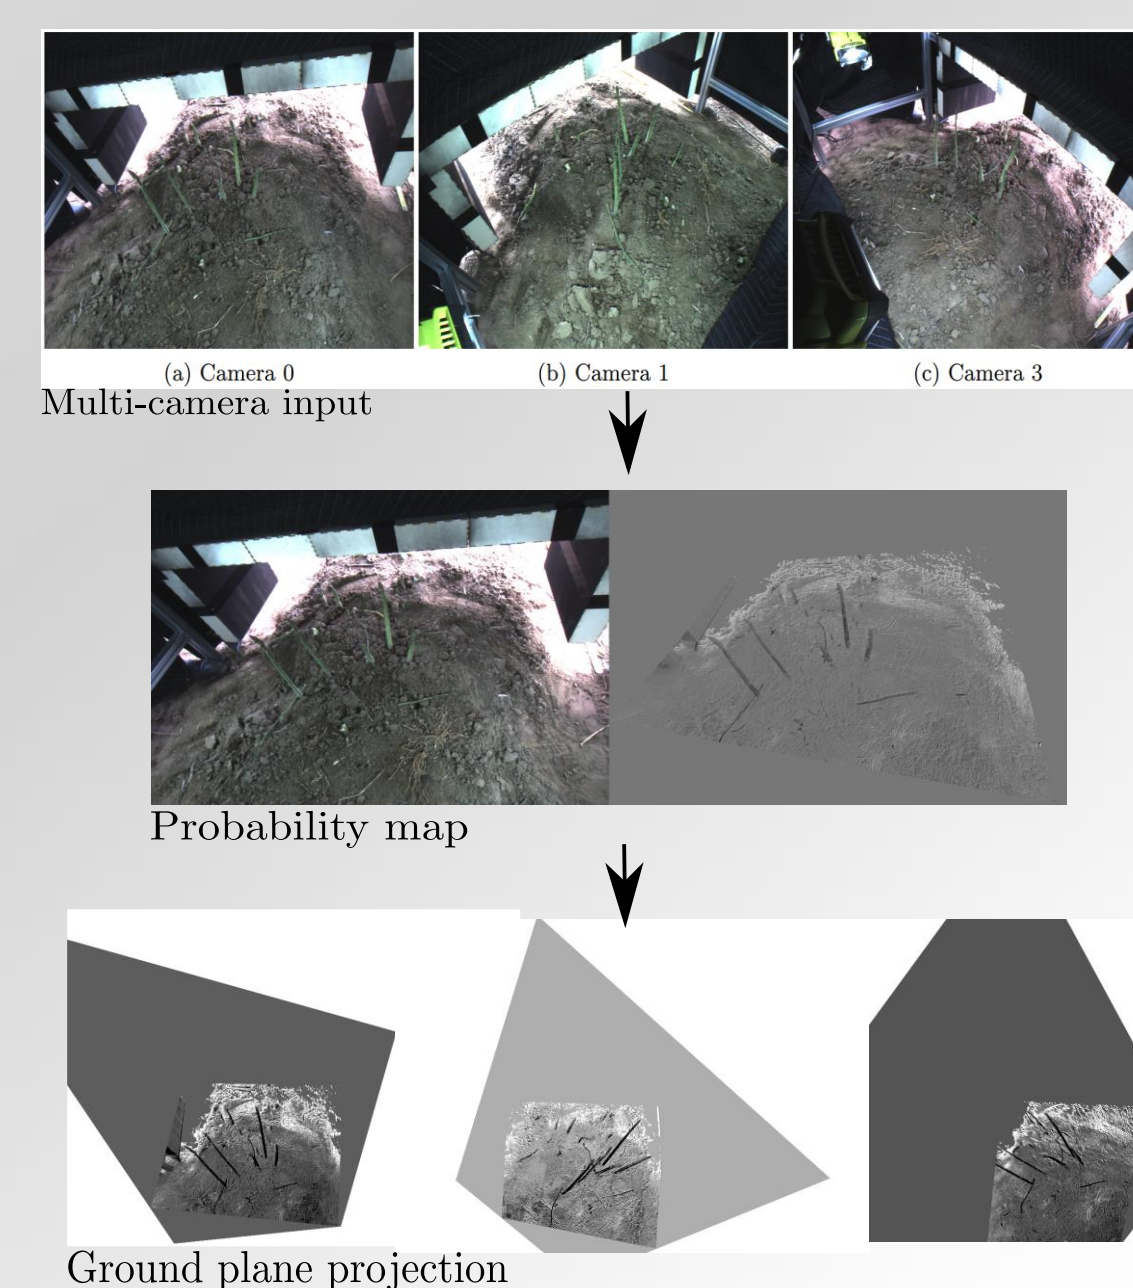 (a) Camera 0
(b) Camera 1
(c) Camera 3
Multi-camera input
Probability map
Ground plane projection